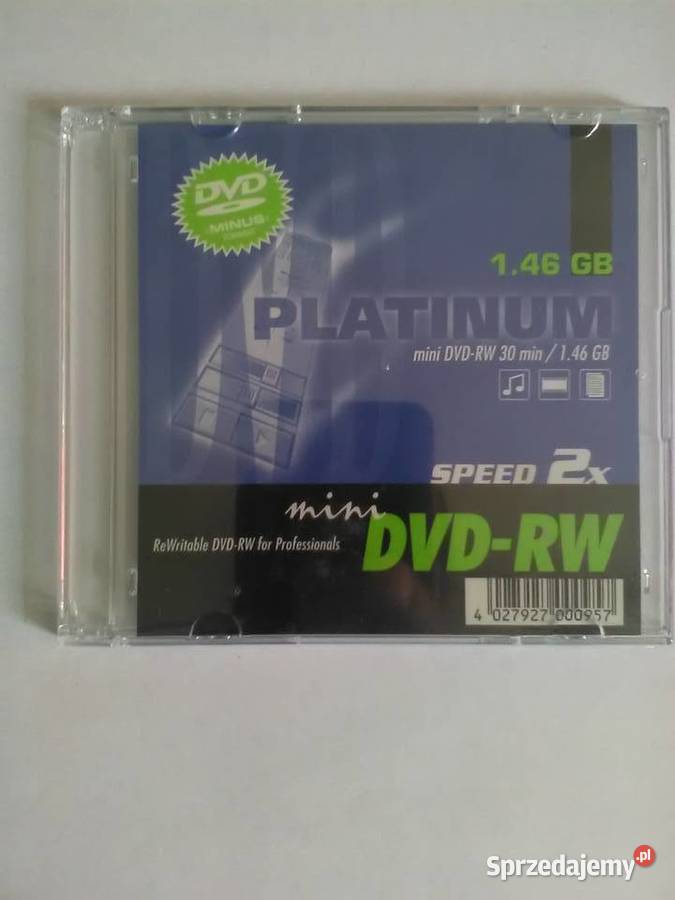 DVD
MINUS
1.46 GB
PLATINUM
mini DVD-RW 30 min / 1.46 GB
SPEED 2x
mini
ReWritable DVD-RW for Professionals
DVD-RW
4 027927 000957
Sprzedajemy.pl